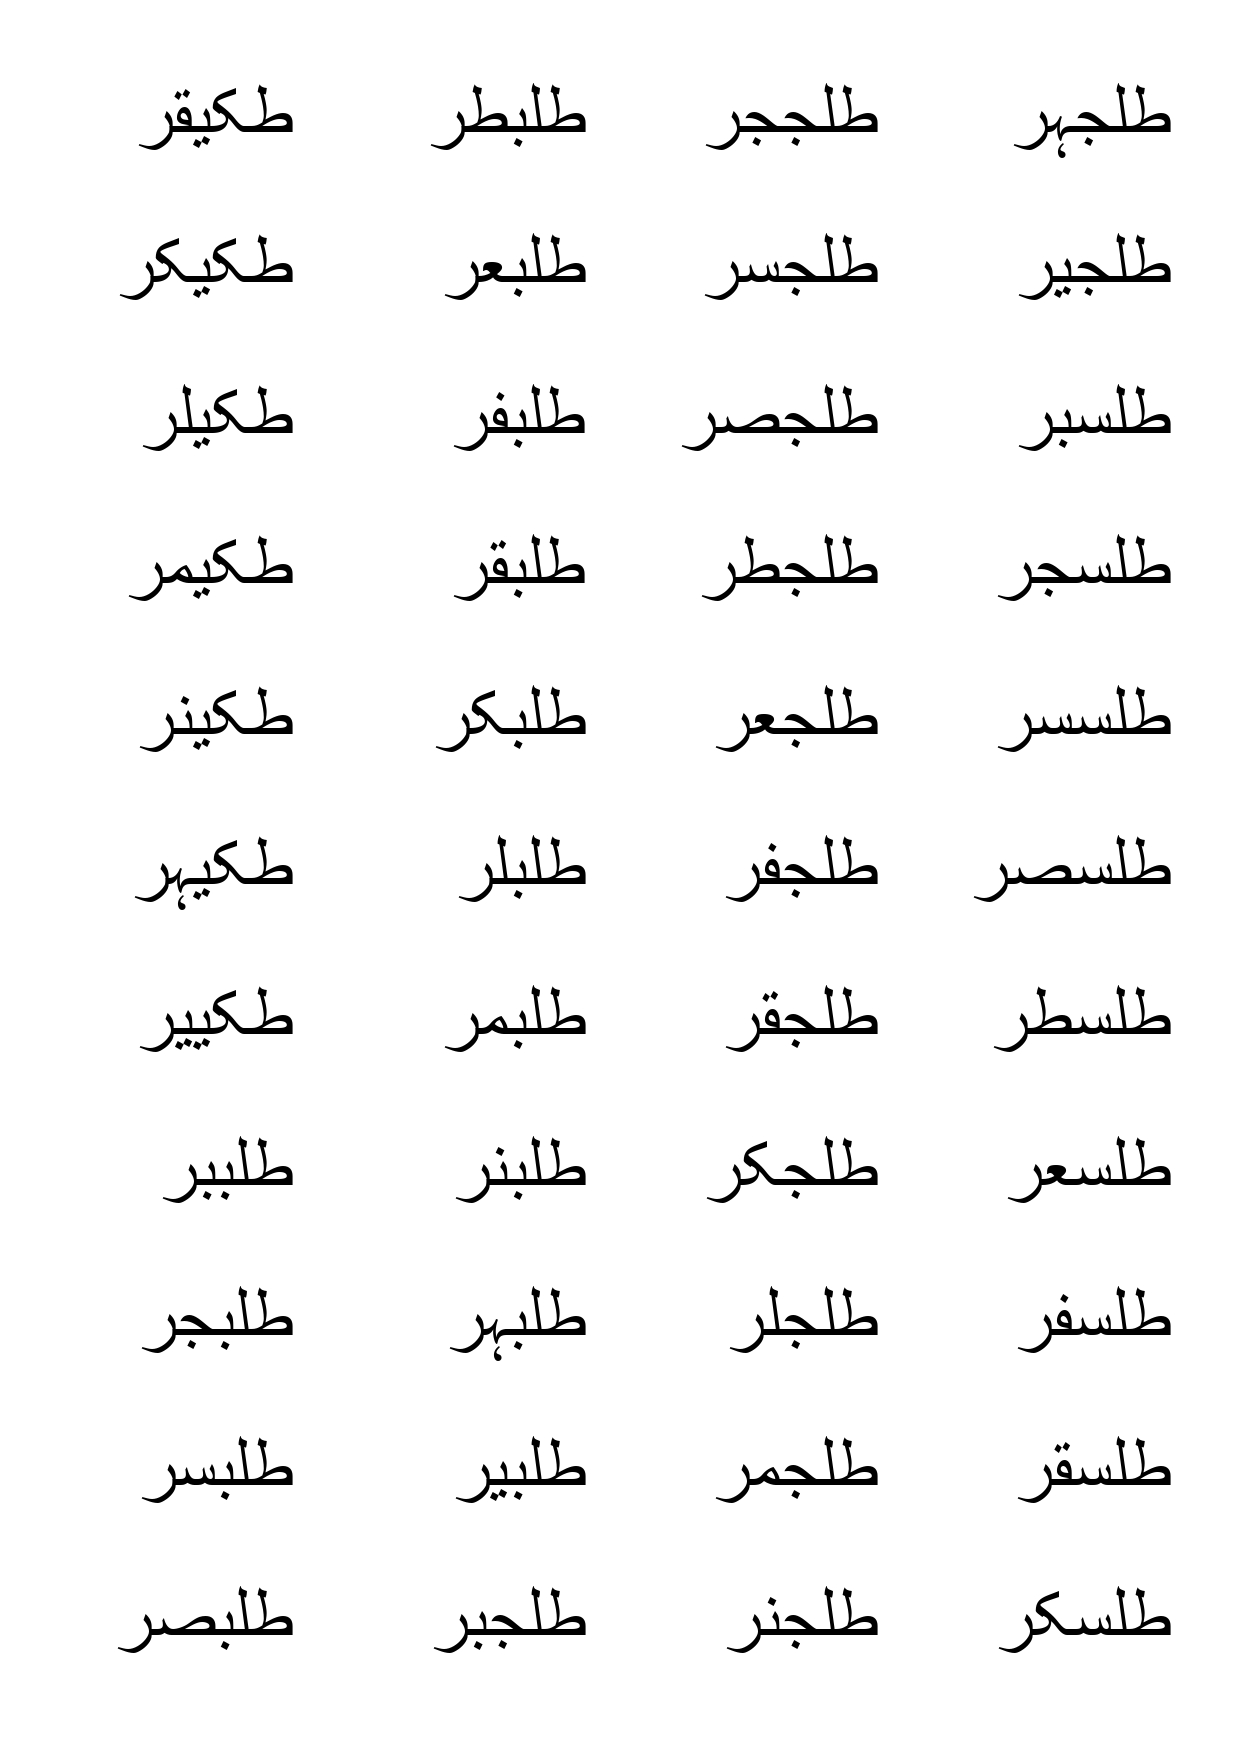 طلجہر طلججر طلبطر طکیقر
طلجیر طلجسر طلبعر طکیکر
طلسبر طلجصر طلبفر طکیلر
طلسجر طلجطر طلبقر طکیمر
طلسسر طلجعر طلبکر طکینر
طلسصر طلجفر طلبلر طکیہر
طلسطر طلجقر طلبمر طکییر
طلسعر طلجکر طلبنر طلببر
طلسفر طلجلر طلبہر طلبجر
طلسقر طلجمر طلبیر طلبسر
طلسکر طلجنر طلجبر طلبصر